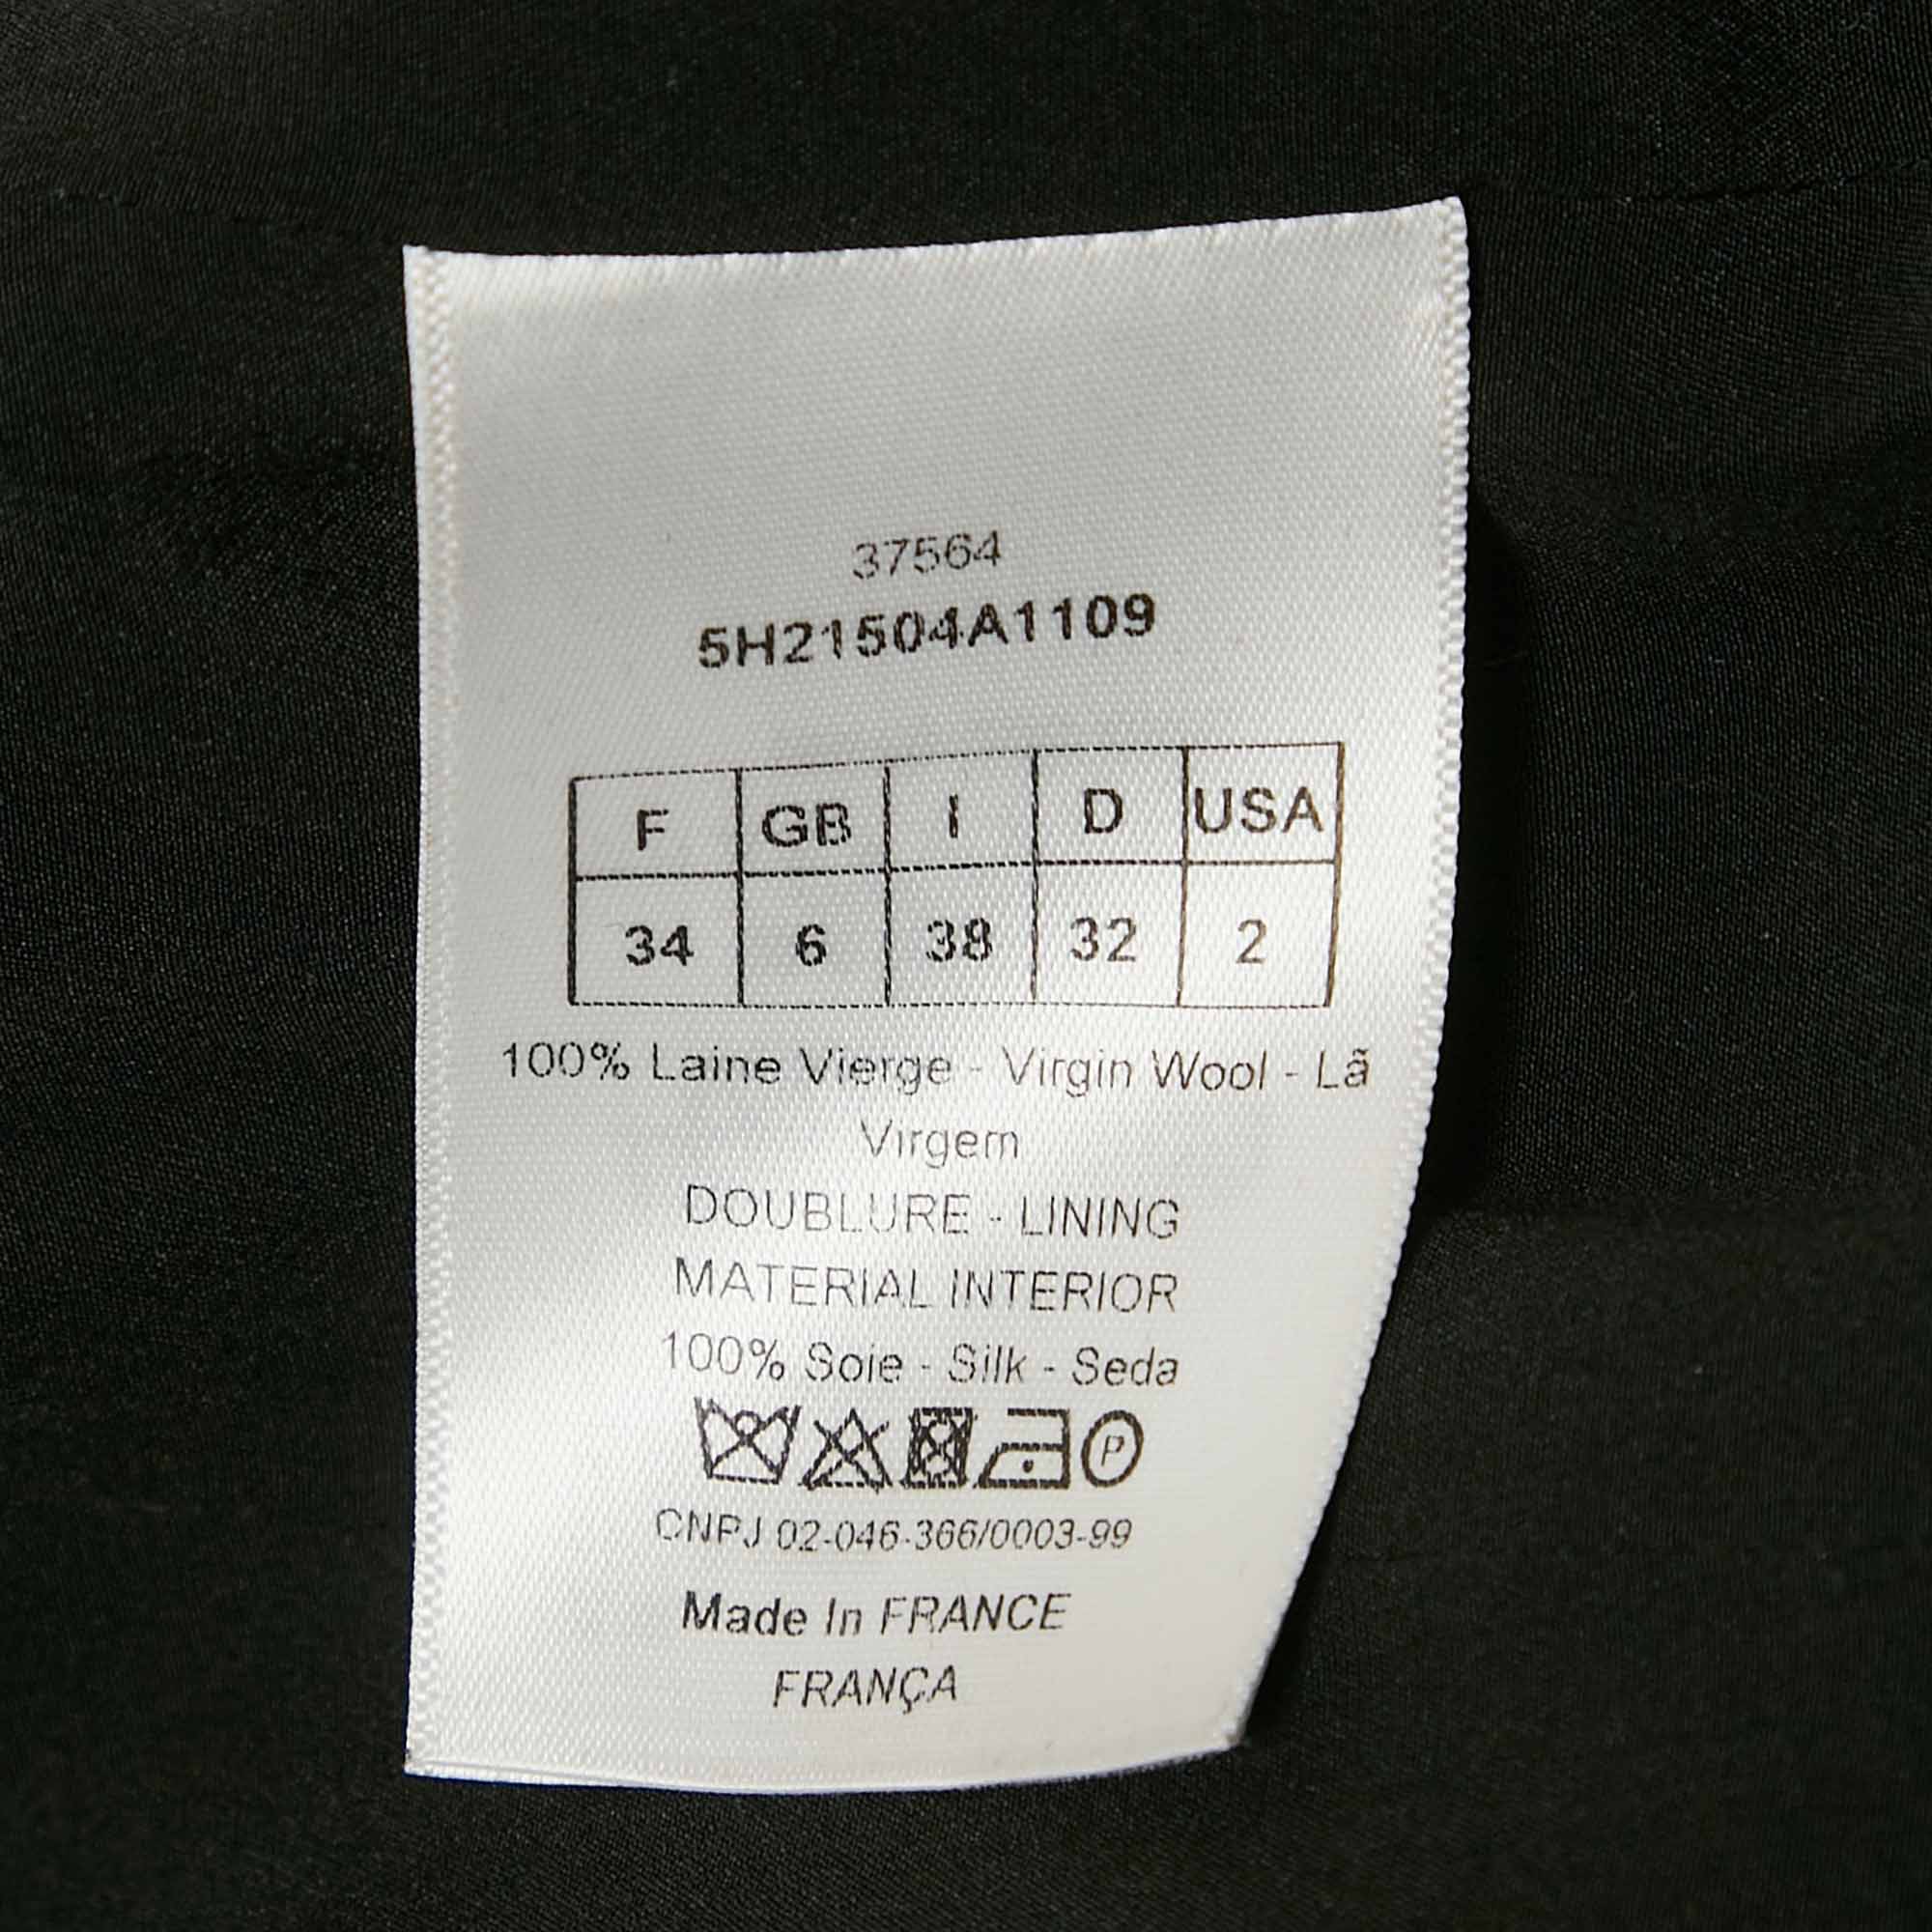 37564
5H21504A1109
F GB I D USA
34 6 38 32 2
100% Laine Vierge - Virgin Wool - Lã
Virgem
DOUBLURE - LINING
MATERIAL INTERIOR
100% Soie - Silk - Seda
P
CNPJ 02-046-366/0003-99
Made In FRANCE
FRANÇA